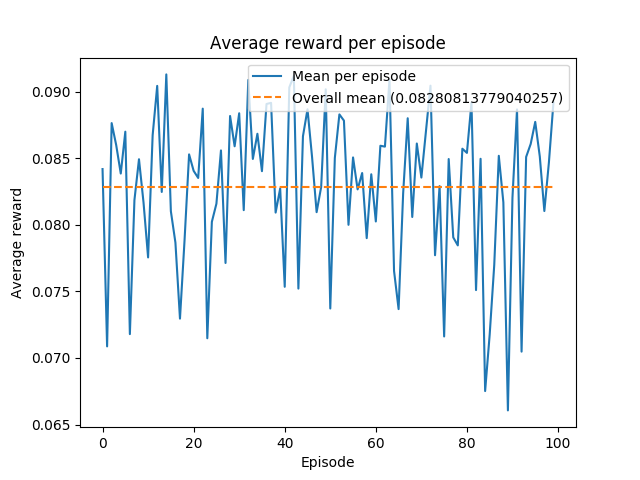 Average reward per episode
Mean per episode
Overall mean (0.08280813779040257)
Average reward
0.090
0.085
0.080
0.075
0.070
0.065
0
20
40
60
80
100
Episode